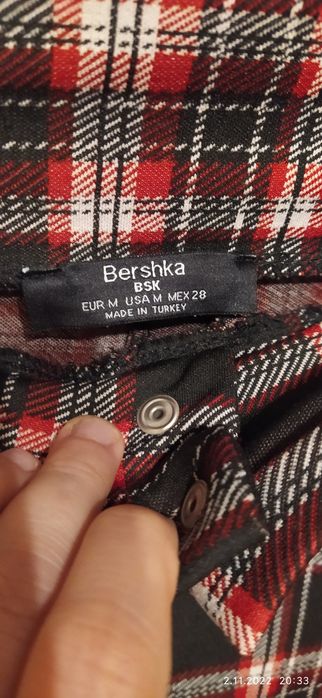 Bershka
BSK
EUR M USA M MEX 28
MADE IN TURKEY
2.11.2022 20:33